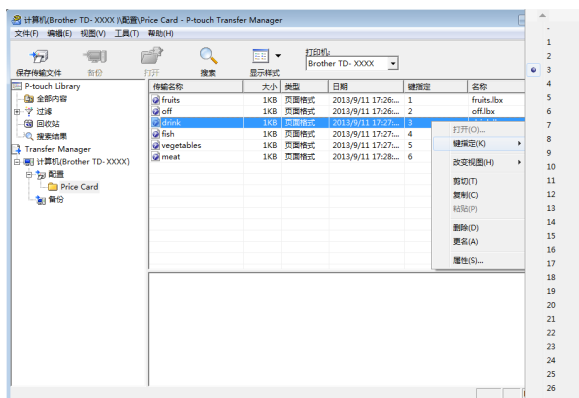 计算机(Brother TD- XXXX )\配置\Price Card - P-touch Transfer Manager
文件(F) 编辑(E) 视图(V) 工具(T) 帮助(H)
保存传输文件 备份 打开 搜索 显示样式
打印机:
Brother TD- XXXX
P-touch Library
全部内容
过滤
回收站
搜索结果
Transfer Manager
计算机(Brother TD- XXXX)
配置
Price Card
备份
传输名称 大小 类型 日期 键指定 名称
fruits 1KB 页面格式 2013/9/11 17:26:... 1 fruits.lbx
off 1KB 页面格式 2013/9/11 17:26:... 2 off.lbx
drink 1KB 页面格式 2013/9/11 17:27:... 3
fish 1KB 页面格式 2013/9/11 17:27:... 4
vegetables 1KB 页面格式 2013/9/11 17:27:... 5
meat 1KB 页面格式 2013/9/11 17:28:... 6
打开(O)...
键指定(K)
改变视图(H)
剪切(T)
复制(C)
粘贴(P)
删除(D)
更名(A)
属性(S)...
-
1
2
3
4
5
6
7
8
9
10
11
12
13
14
15
16
17
18
19
20
21
22
23
24
25
26